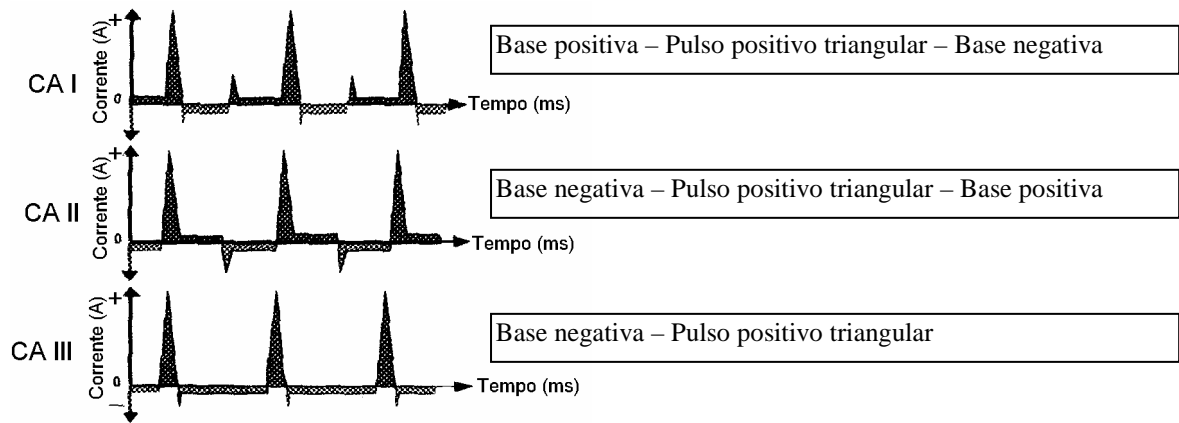 +
Corrente (A)
0
CA I
Tempo (ms)
Base positiva – Pulso positivo triangular – Base negativa
+
Corrente (A)
0
CA II
Tempo (ms)
Base negativa – Pulso positivo triangular – Base positiva
+
Corrente (A)
0
–
CA III
Tempo (ms)
Base negativa – Pulso positivo triangular